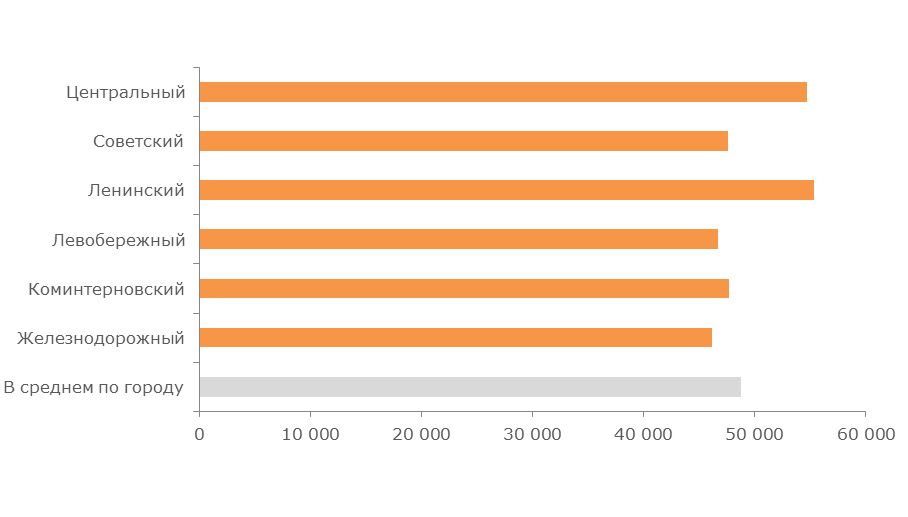 Центральный
Советский
Ленинский
Левобережный
Коминтерновский
Железнодорожный
В среднем по городу
0 10 000 20 000 30 000 40 000 50 000 60 000